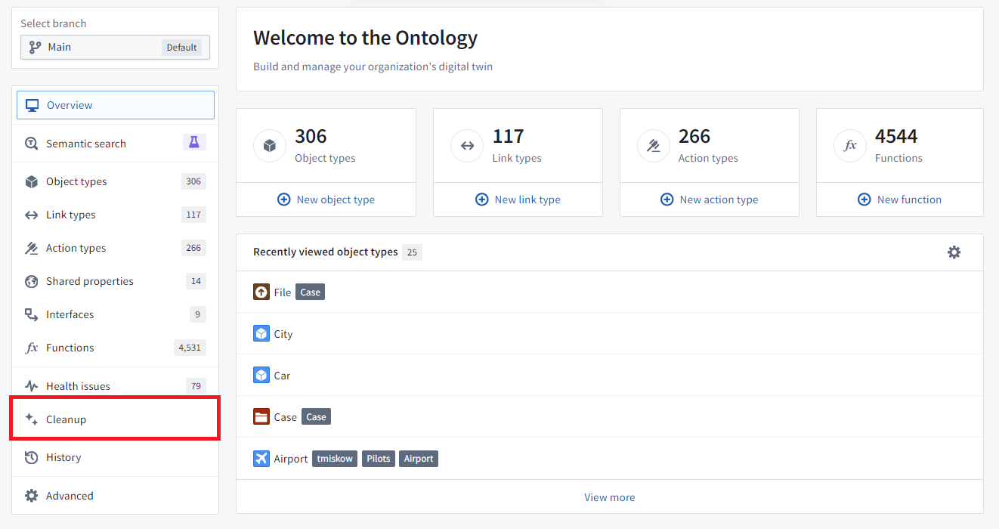 Select branch
Main Default
Overview
Semantic search
Object types 306
Link types 117
Action types 266
Shared properties 14
Interfaces 9
Functions 4,531
Health issues 79
Cleanup
History
Advanced
Welcome to the Ontology
Build and manage your organization's digital twin
306
Object types
New object type
117
Link types
New link type
266
Action types
New action type
fx
4544
Functions
New function
Recently viewed object types 25
File Case
City
Car
Case Case
Airport tmiskow Pilots Airport
View more